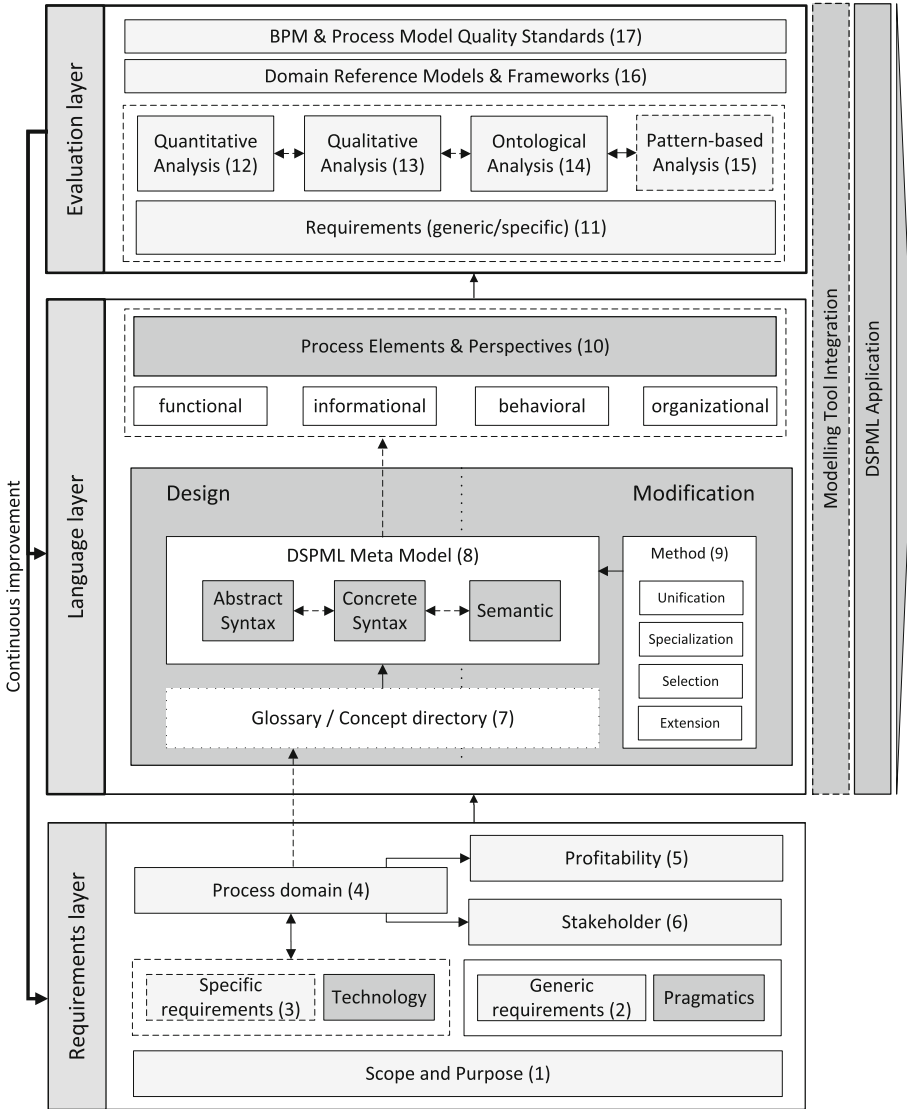 BPM & Process Model Quality Standards (17)
Domain Reference Models & Frameworks (16)
Quantitative
Analysis (12)
Qualitative
Analysis (13)
Ontological
Analysis (14)
Pattern-based
Analysis (15)
Requirements (generic/specific) (11)
Evaluation layer
Process Elements & Perspectives (10)
functional
informational
behavioral
organizational
Design
Modification
DSPML Meta Model (8)
Abstract
Syntax
Concrete
Syntax
Semantic
Method (9)
Unification
Specialization
Selection
Extension
Glossary / Concept directory (7)
Language layer
Continuous improvement
Modelling Tool Integration
DSPML Application
Profitability (5)
Process domain (4)
Stakeholder (6)
Specific
requirements (3)
Technology
Generic
requirements (2)
Pragmatics
Scope and Purpose (1)
Requirements layer